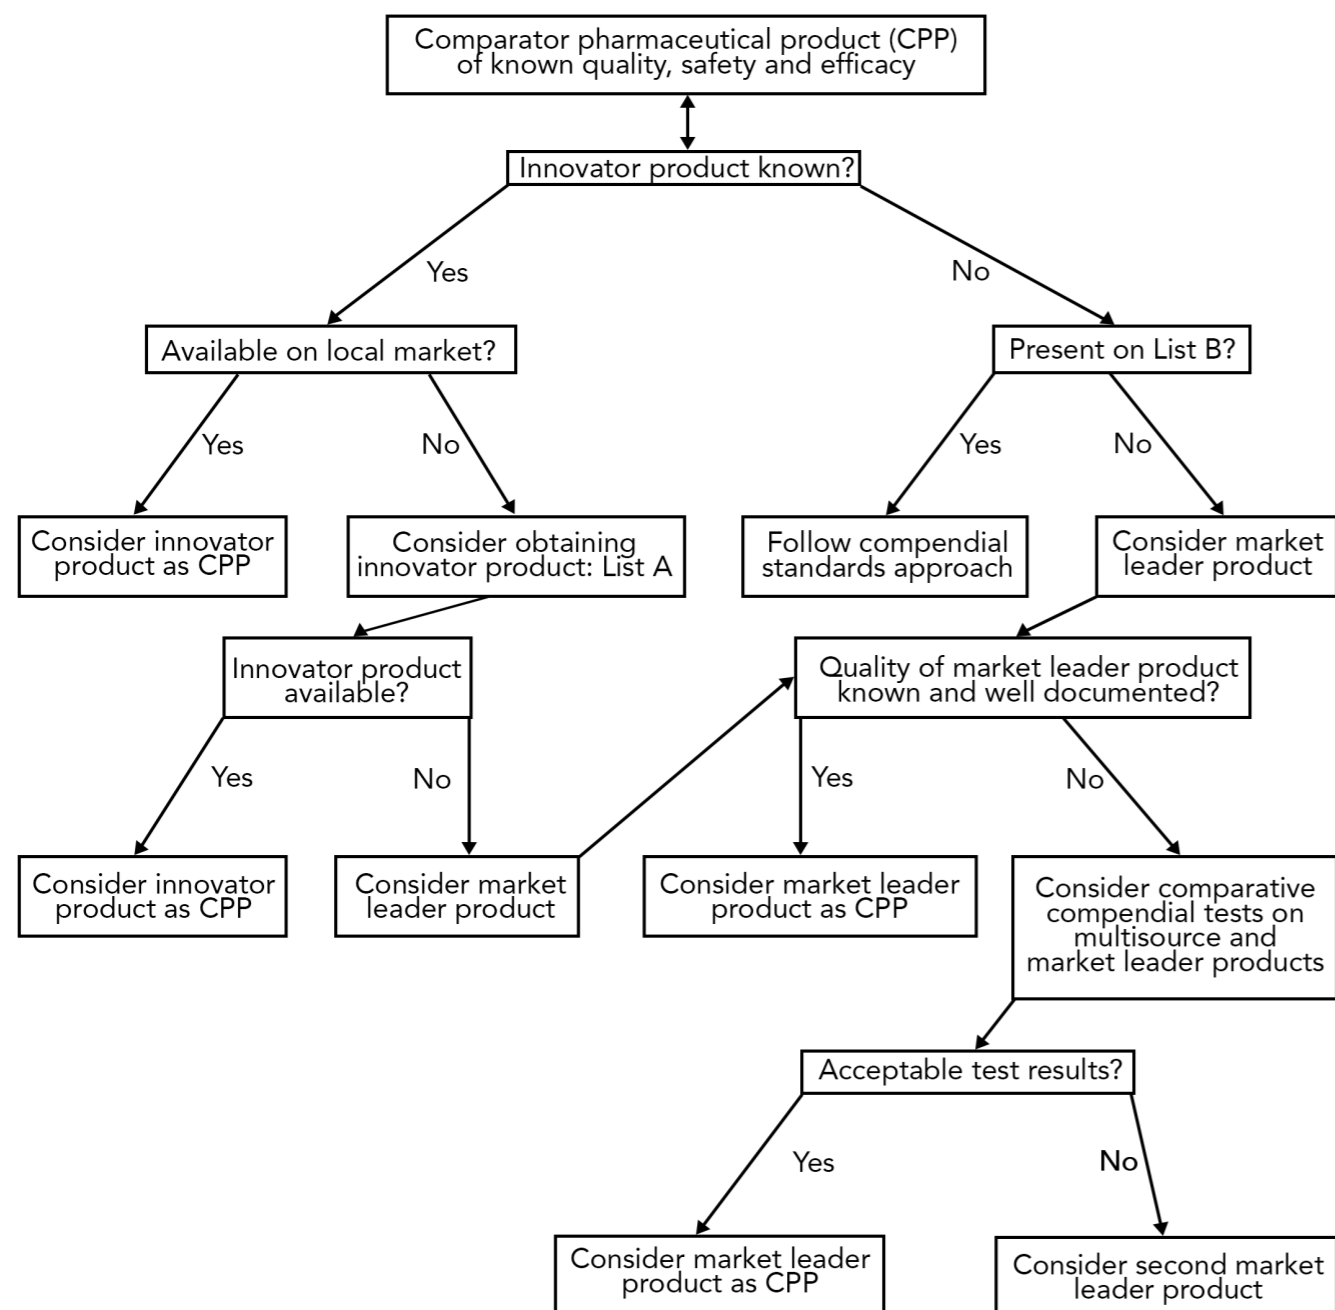 Comparator pharmaceutical product (CPP)
of known quality, safety and efficacy
Innovator product known?
Yes
No
Available on local market?
Present on List B?
Yes
No
Yes
No
Consider innovator
product as CPP
Consider obtaining
innovator product: List A
Follow compendial
standards approach
Consider market
leader product
Innovator product
available?
Quality of market leader product
known and well documented?
Yes
No
Yes
No
Consider innovator
product as CPP
Consider market
leader product
Consider market leader
product as CPP
Consider comparative
compendial tests on
multisource and
market leader products
Acceptable test results?
Yes
No
Consider market leader
product as CPP
Consider second market
leader product